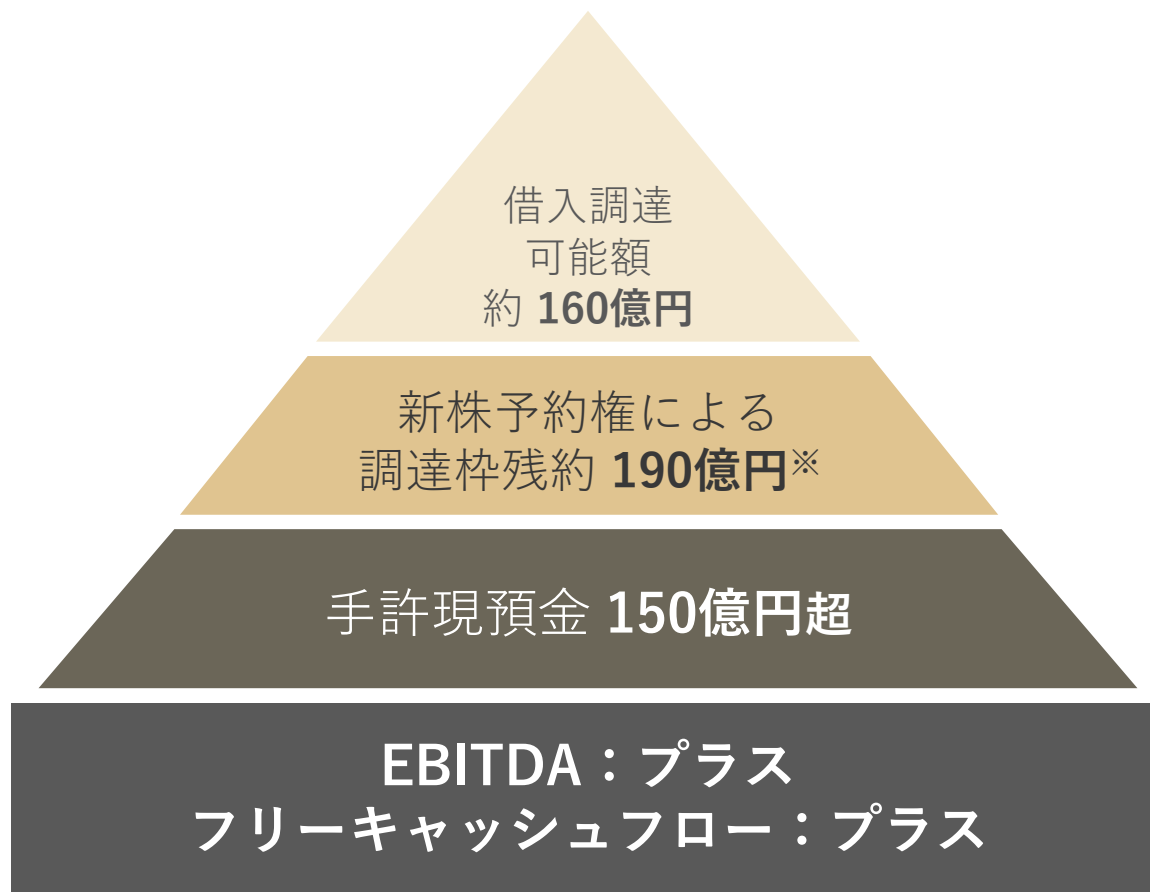 借入調達
可能額
約 160億円
新株予約権による
調達枠残約 190億円※
手許現預金 150億円超
EBITDA：プラス
フリーキャッシュフロー：プラス